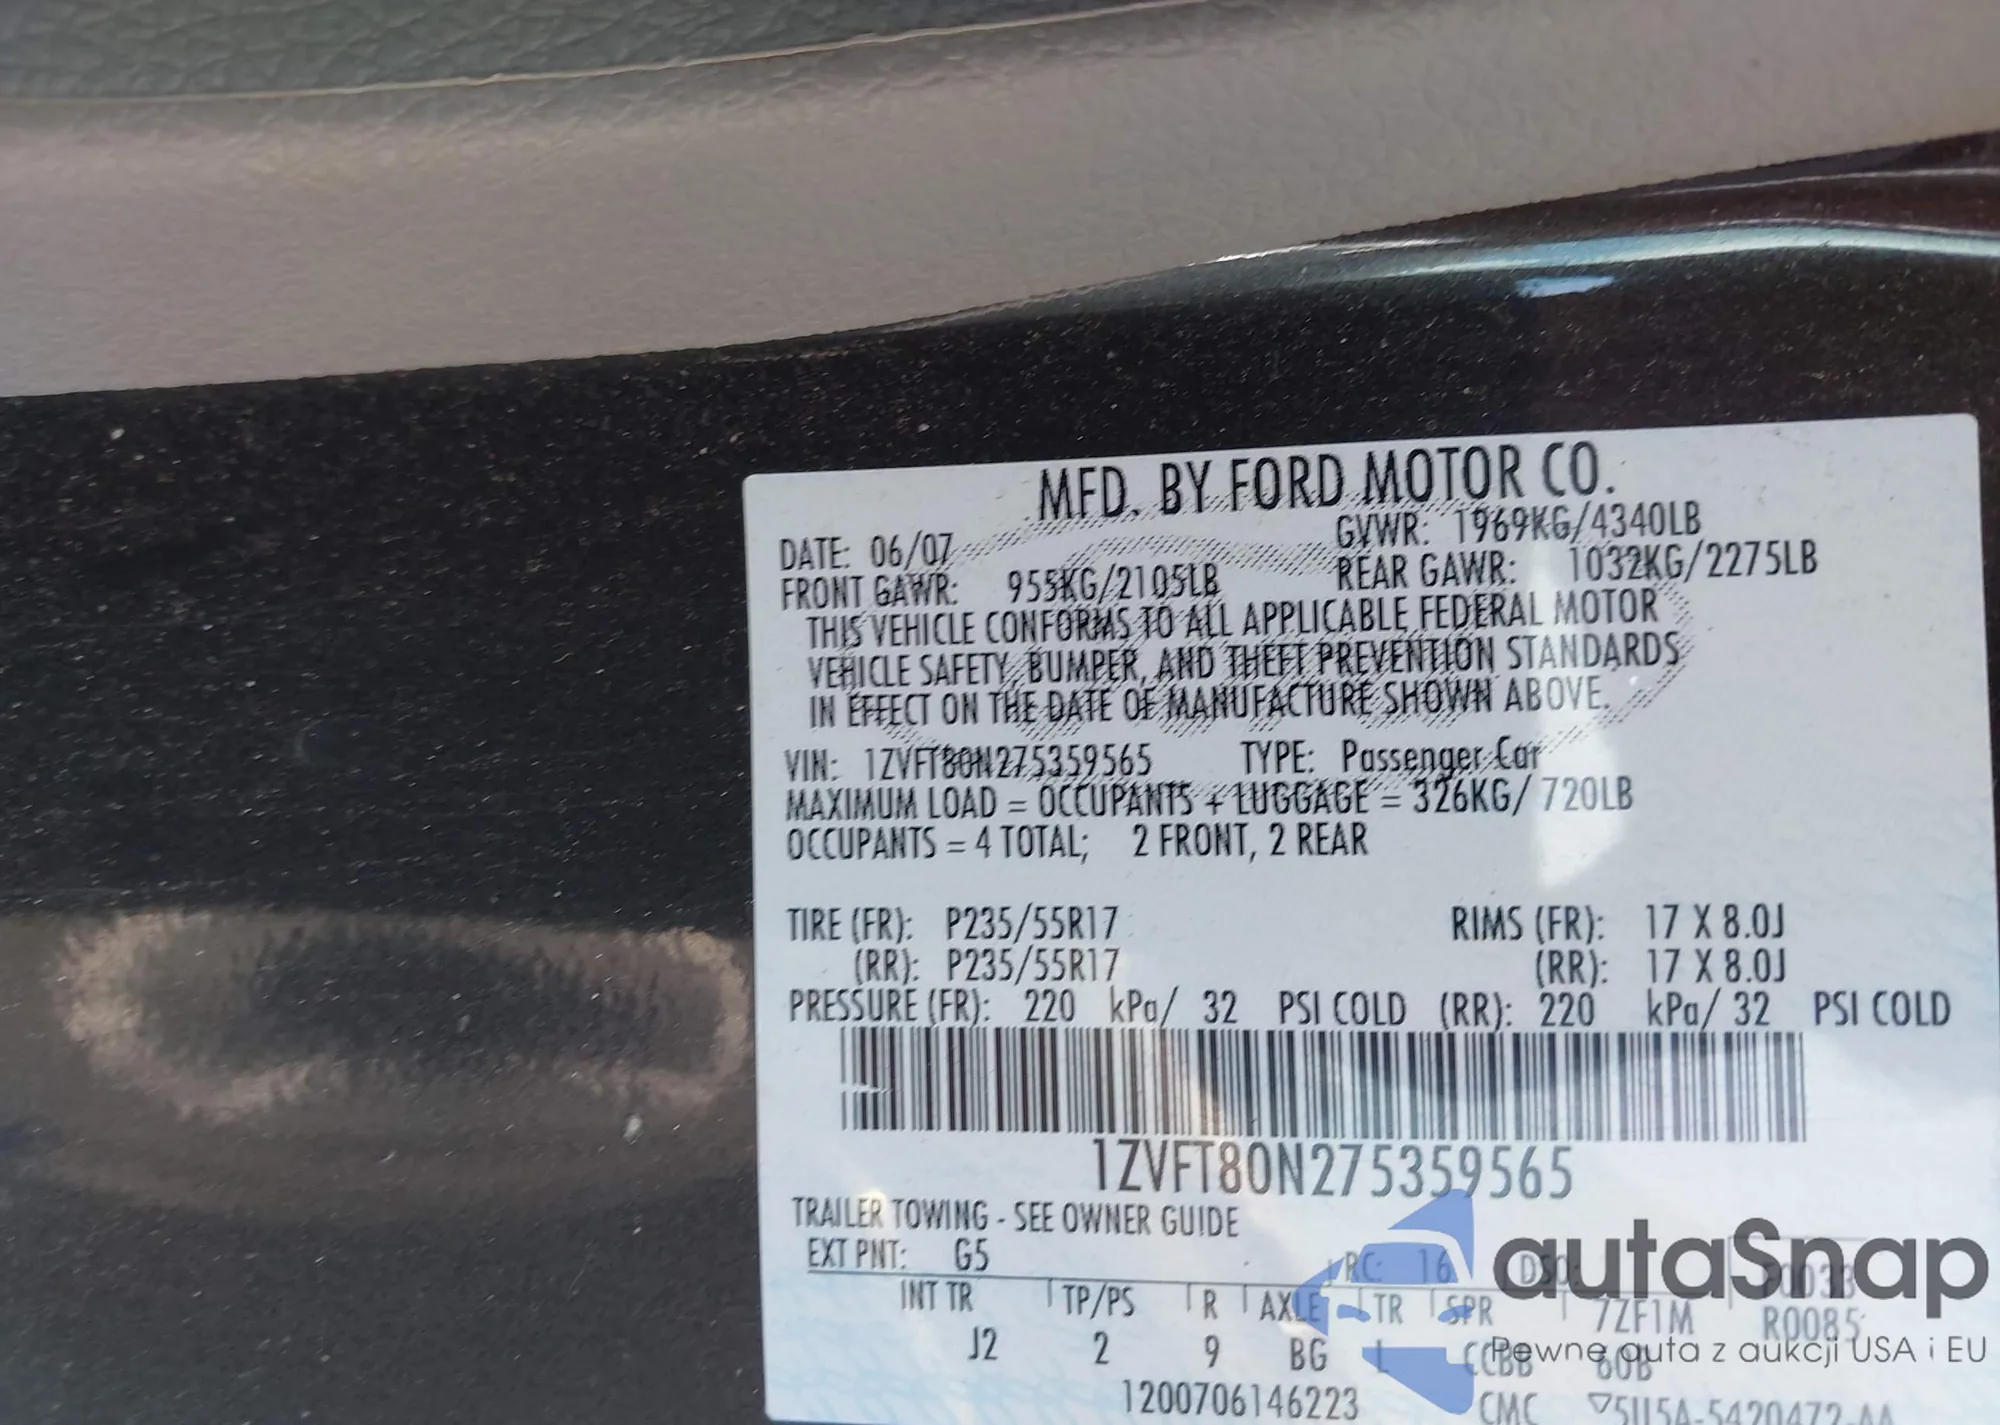 MFD. BY FORD MOTOR CO.
DATE: 06/07 GVWR: 1969KG/4340LB
FRONT GAWR: 955KG/2105LB REAR GAWR: 1032KG/2275LB
THIS VEHICLE CONFORMS TO ALL APPLICABLE FEDERAL MOTOR
VEHICLE SAFETY, BUMPER, AND THEFT PREVENTION STANDARDS
IN EFFECT ON THE DATE OF MANUFACTURE SHOWN ABOVE.
VIN: 1ZVFT80N275359565 TYPE: Passenger Car
MAXIMUM LOAD = OCCUPANTS + LUGGAGE = 326KG/ 720LB
OCCUPANTS = 4 TOTAL; 2 FRONT, 2 REAR
TIRE (FR): P235/55R17 RIMS (FR): 17 X 8.0J
(RR): P235/55R17 (RR): 17 X 8.0J
PRESSURE (FR): 220 kPa/ 32 PSI COLD (RR): 220 kPa/ 32 PSI COLD
1ZVFT80N275359565
TRAILER TOWING - SEE OWNER GUIDE
EXT PNT: G5 RC: 16 DSO:
INT TR TP/PS R AXLE TR SPR 7ZF1M R0085
J2 2 9 BG L CCBB 60B
1200706146223 CMC
autaSnap
Pewne auta z aukcji USA i EU